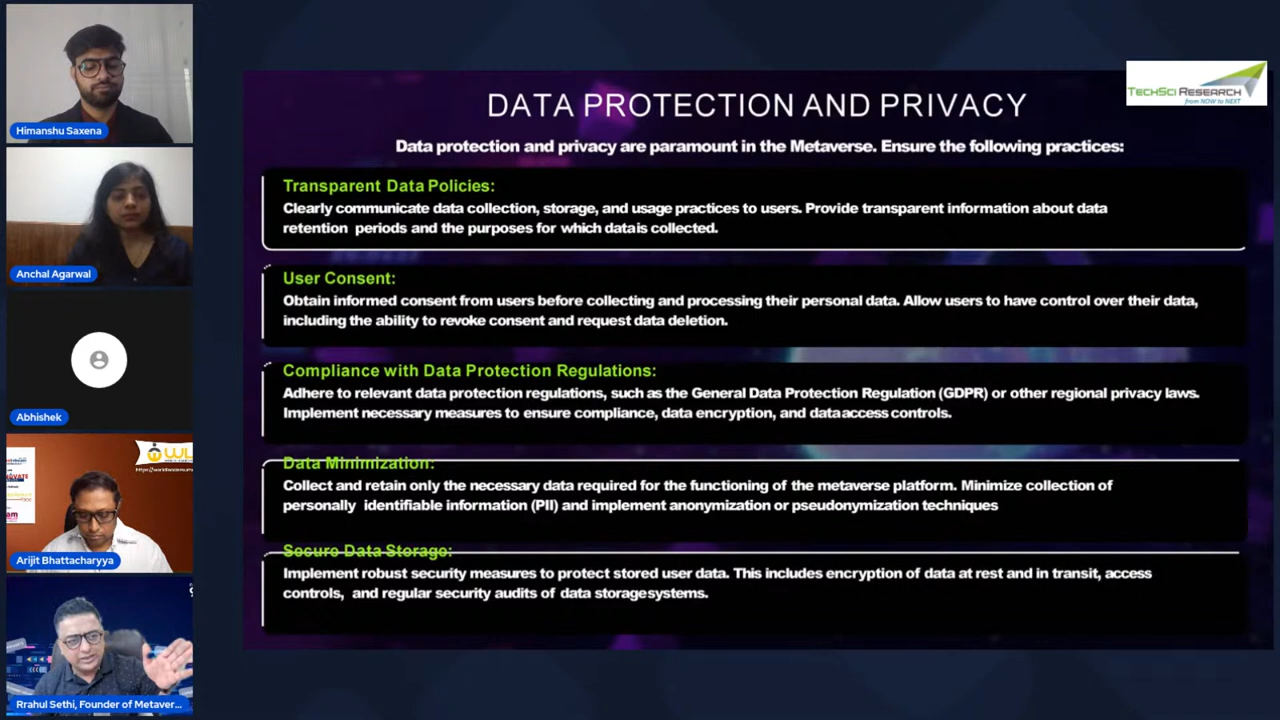 Himanshu Saxena
Anchal Agarwal
Abhishek
Arijit Bhattacharyya
Rrahul Sethi, Founder of Metaver...
TECHSCI RESEARCH
from NOW to NEXT
DATA PROTECTION AND PRIVACY
Data protection and privacy are paramount in the Metaverse. Ensure the following practices:
Transparent Data Policies:
Clearly communicate data collection, storage, and usage practices to users. Provide transparent information about data
retention periods and the purposes for which data is collected.
User Consent:
Obtain informed consent from users before collecting and processing their personal data. Allow users to have control over their data,
including the ability to revoke consent and request data deletion.
Compliance with Data Protection Regulations:
Adhere to relevant data protection regulations, such as the General Data Protection Regulation (GDPR) or other regional privacy laws.
Implement necessary measures to ensure compliance, data encryption, and data access controls.
Data Minimization:
Collect and retain only the necessary data required for the functioning of the metaverse platform. Minimize collection of
personally identifiable information (PII) and implement anonymization or pseudonymization techniques
Secure Data Storage:
Implement robust security measures to protect stored user data. This includes encryption of data at rest and in transit, access
controls, and regular security audits of data storage systems.